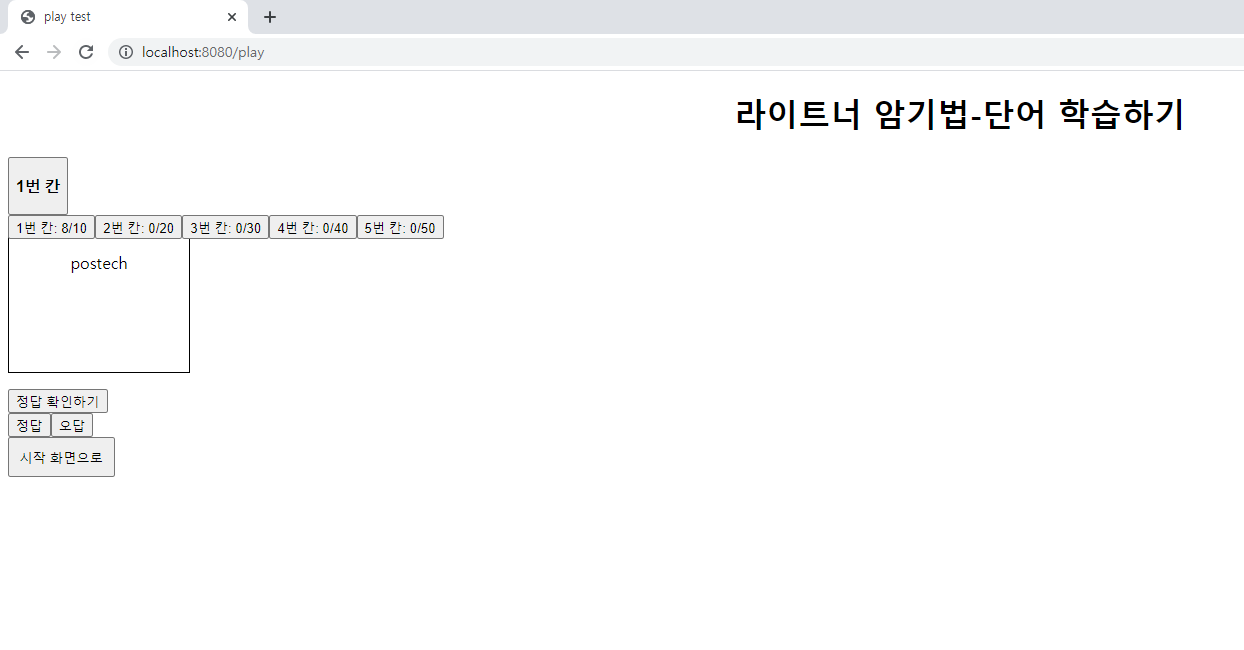 play test
localhost:8080/play
라이트너 암기법-단어 학습하기
1번 칸
1번 칸: 8/10 2번 칸: 0/20 3번 칸: 0/30 4번 칸: 0/40 5번 칸: 0/50
postech
정답 확인하기
정답 오답
시작 화면으로